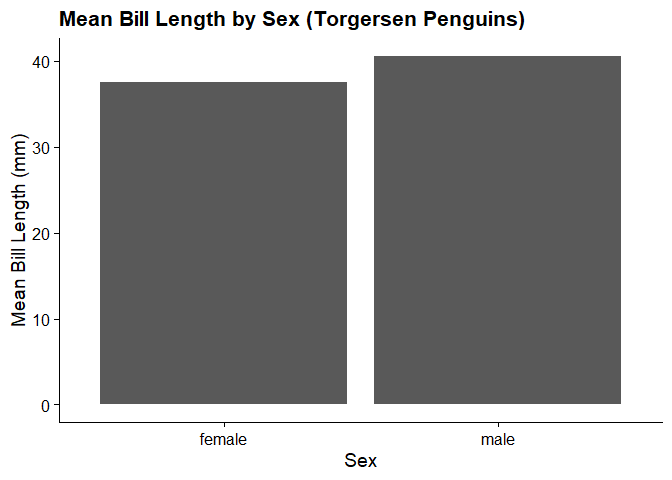 Mean Bill Length by Sex (Torgersen Penguins)
Mean Bill Length (mm)
40
30
20
10
0
female male
Sex